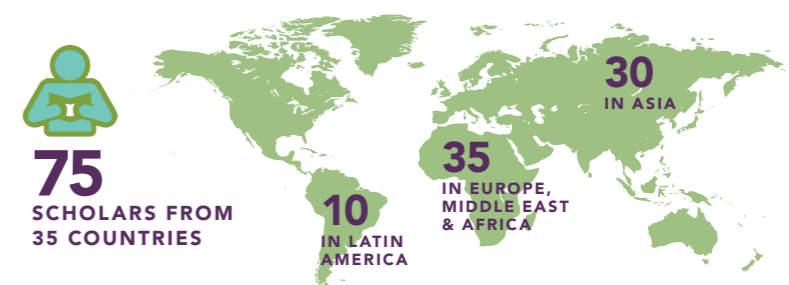 75
SCHOLARS FROM
35 COUNTRIES
10
IN LATIN
AMERICA
35
IN EUROPE,
MIDDLE EAST
& AFRICA
30
IN ASIA